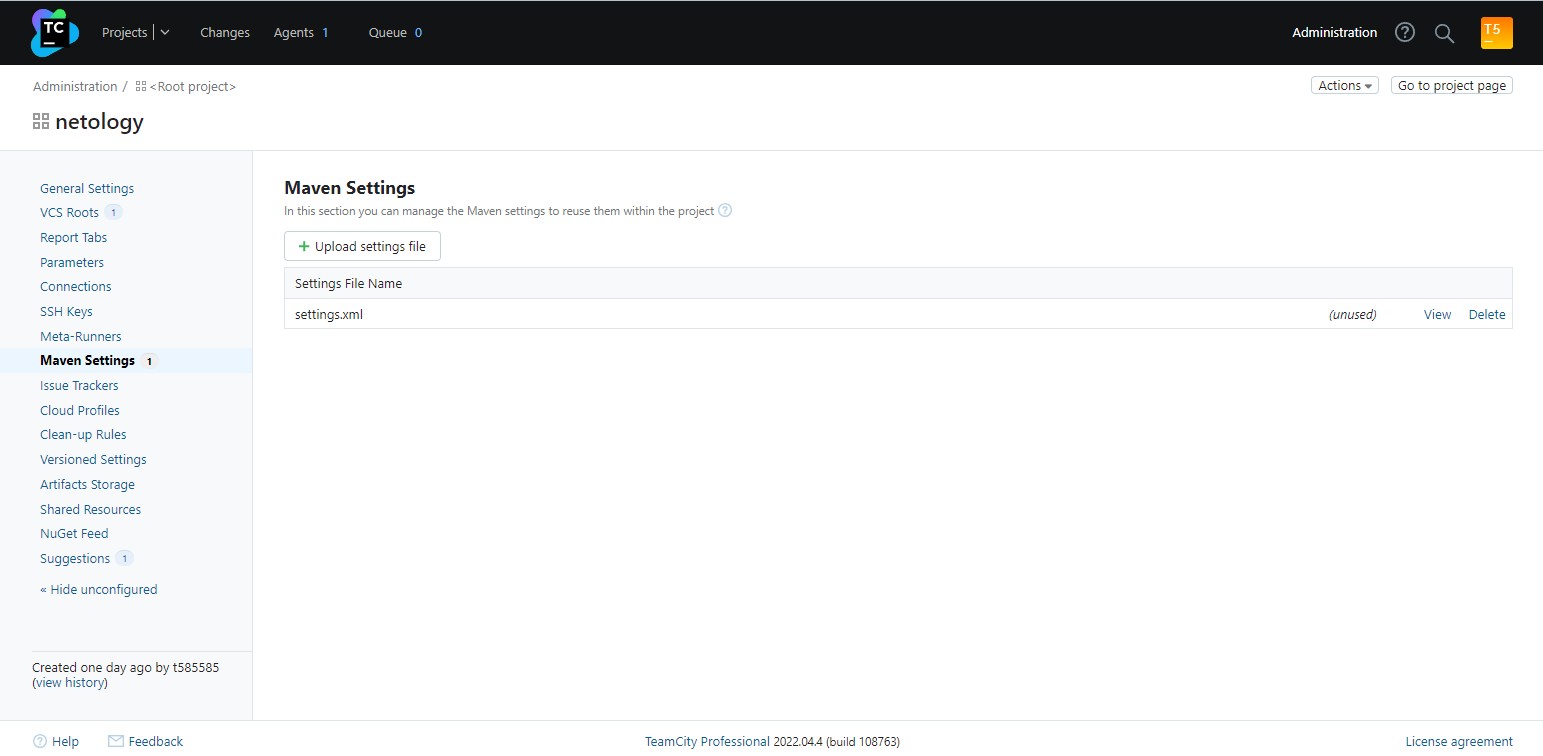 TC Projects Changes Agents 1 Queue 0 Administration T5
Administration / <Root project> Actions Go to project page
netology
General Settings
VCS Roots 1
Report Tabs
Parameters
Connections
SSH Keys
Meta-Runners
Maven Settings 1
Issue Trackers
Cloud Profiles
Clean-up Rules
Versioned Settings
Artifacts Storage
Shared Resources
NuGet Feed
Suggestions 1
« Hide unconfigured
Created one day ago by t585585
(view history)
Maven Settings
In this section you can manage the Maven settings to reuse them within the project
Upload settings file
Settings File Name
settings.xml (unused) View Delete
Help Feedback TeamCity Professional 2022.04.4 (build 108763) License agreement